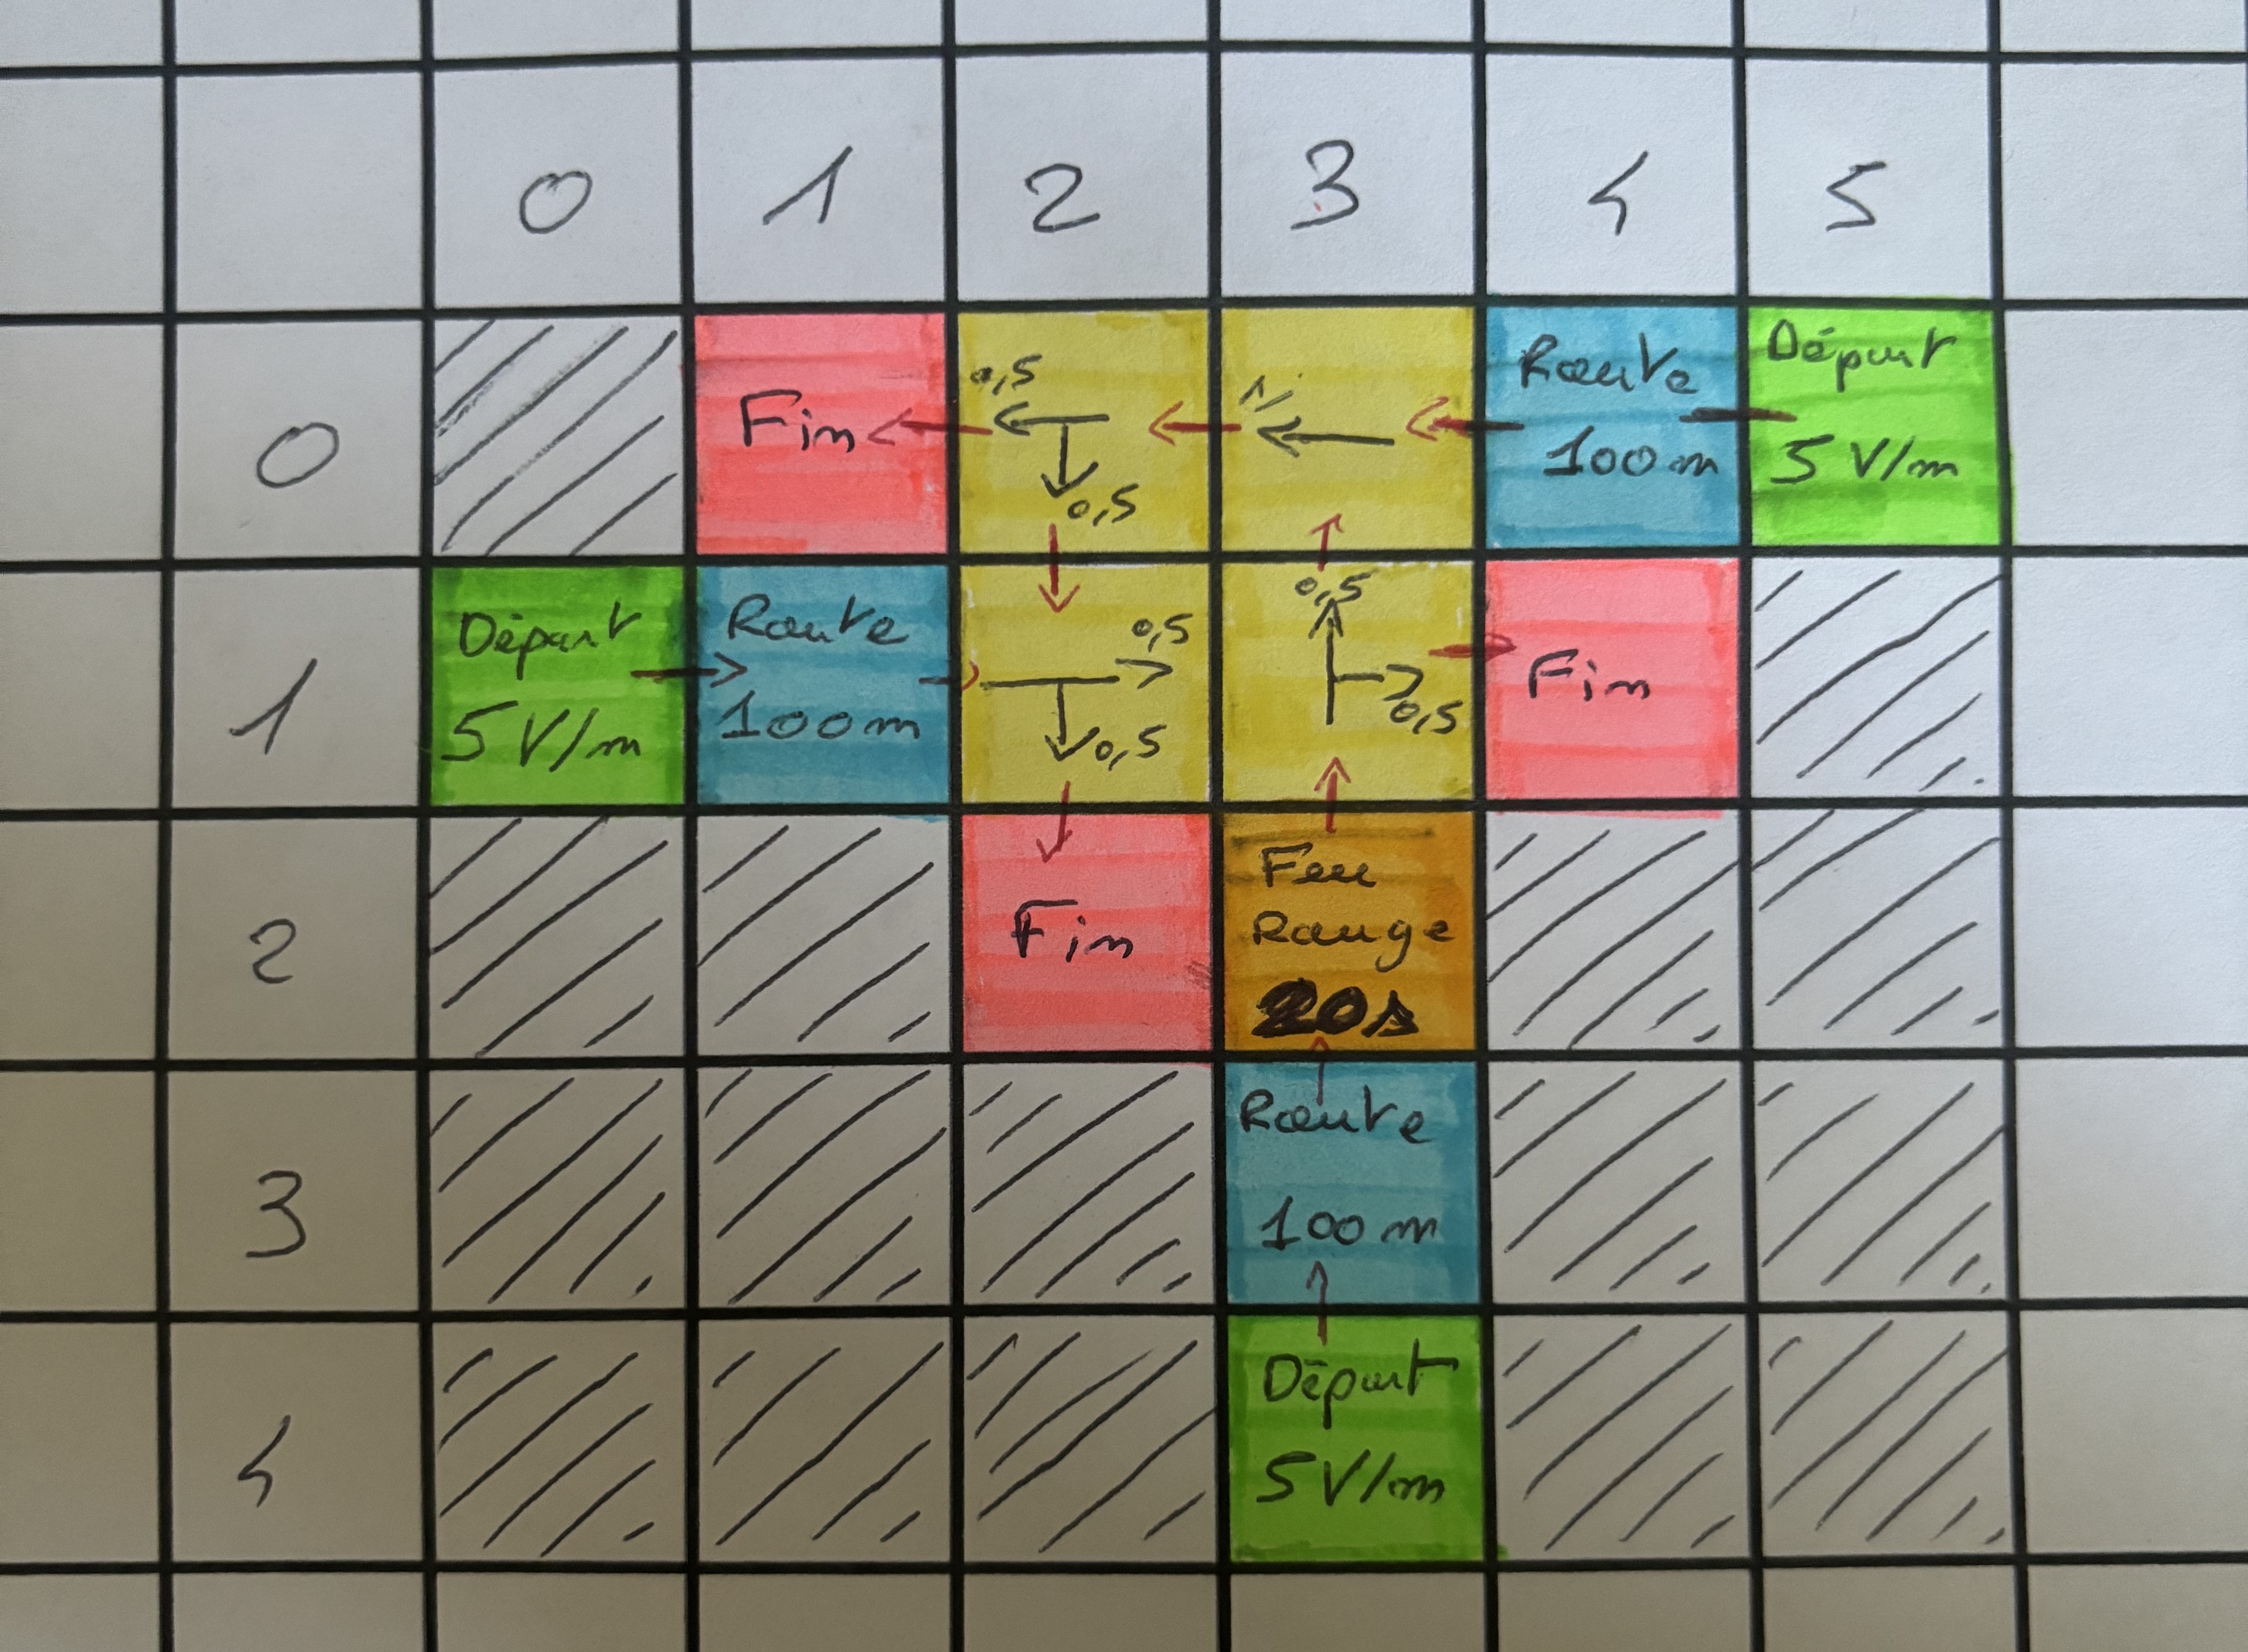 0 1 2 3 4 5
0 Fin 0,5 0,5 1 Route 100m Départ 5 V/m
1 Départ 5 V/m Route 100m 0,5 0,5 0,5 0,5 Fin
2 Fin Feu Rouge 20s
3 Route 100m
4 Départ 5 V/m